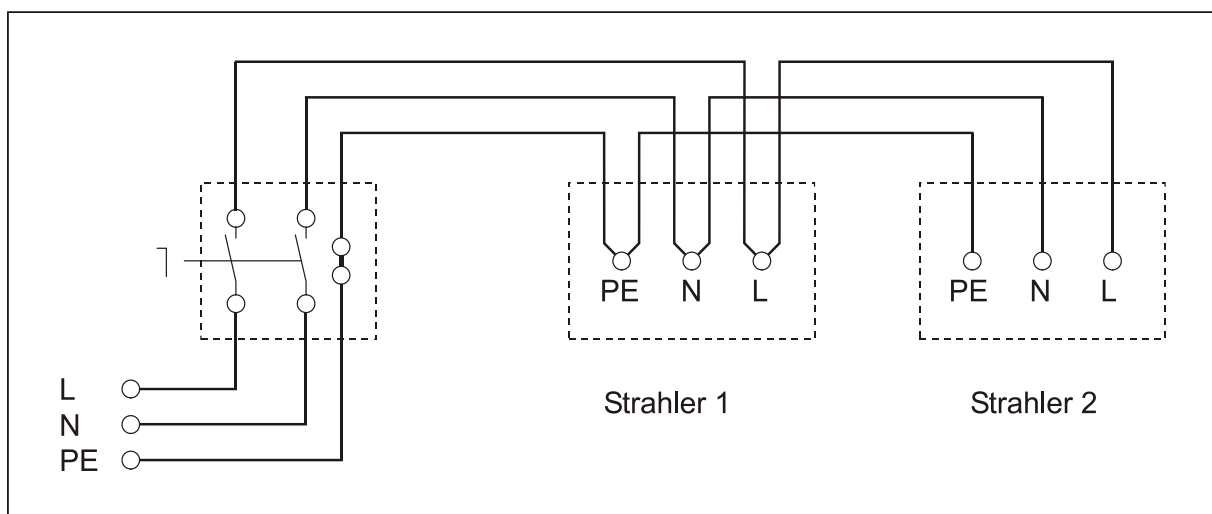 PE N L
PE N L
L
N
PE
Strahler 1
Strahler 2